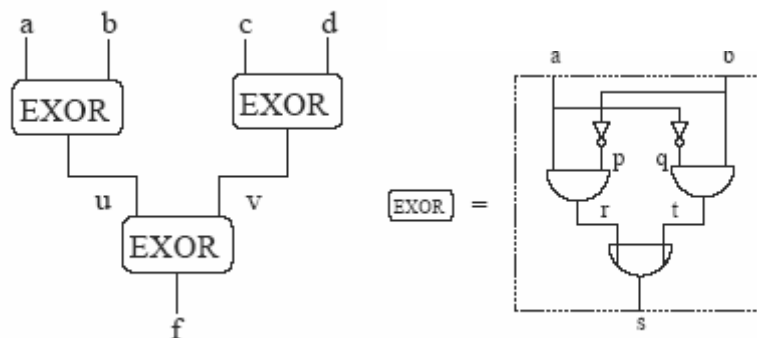 a b c d
EXOR EXOR
u v
EXOR
f
EXOR =
a b
p q
r t
s